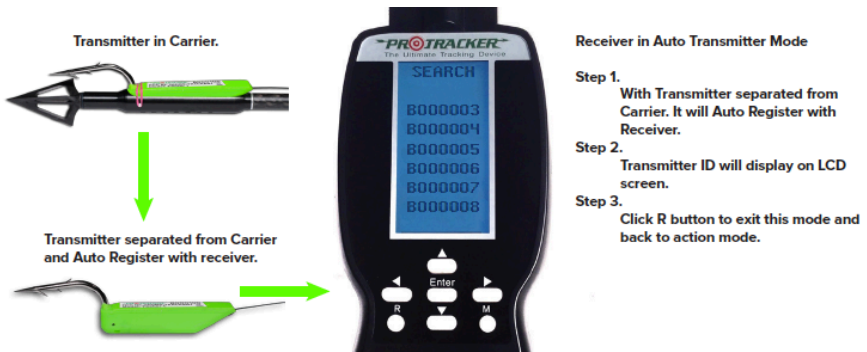 Transmitter in Carrier.
Transmitter separated from Carrier
and Auto Register with receiver.
PROTRACKER
The Ultimate Tracking Device
SEARCH
B000003
B000004
B000005
B000006
B000007
B000008
Enter
R
M
Receiver in Auto Transmitter Mode
Step 1.
With Transmitter separated from
Carrier. It will Auto Register with
Receiver.
Step 2.
Transmitter ID will display on LCD
screen.
Step 3.
Click R button to exit this mode and
back to action mode.